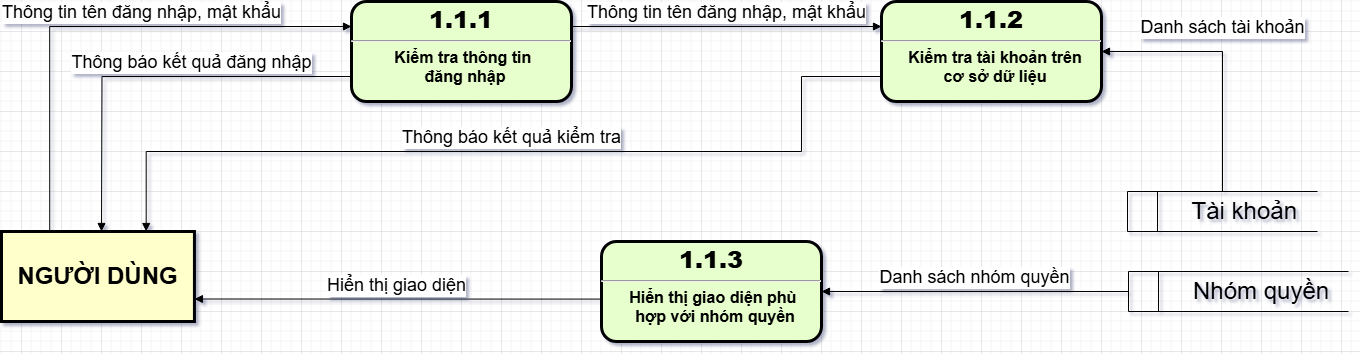 Thông tin tên đăng nhập, mật khẩu
1.1.1
Kiểm tra thông tin
đăng nhập
Thông tin tên đăng nhập, mật khẩu
1.1.2
Kiểm tra tài khoản trên
cơ sở dữ liệu
Danh sách tài khoản
Thông báo kết quả đăng nhập
Thông báo kết quả kiểm tra
Tài khoản
NGƯỜI DÙNG
Hiển thị giao diện
1.1.3
Hiển thị giao diện phù
hợp với nhóm quyền
Danh sách nhóm quyền
Nhóm quyền